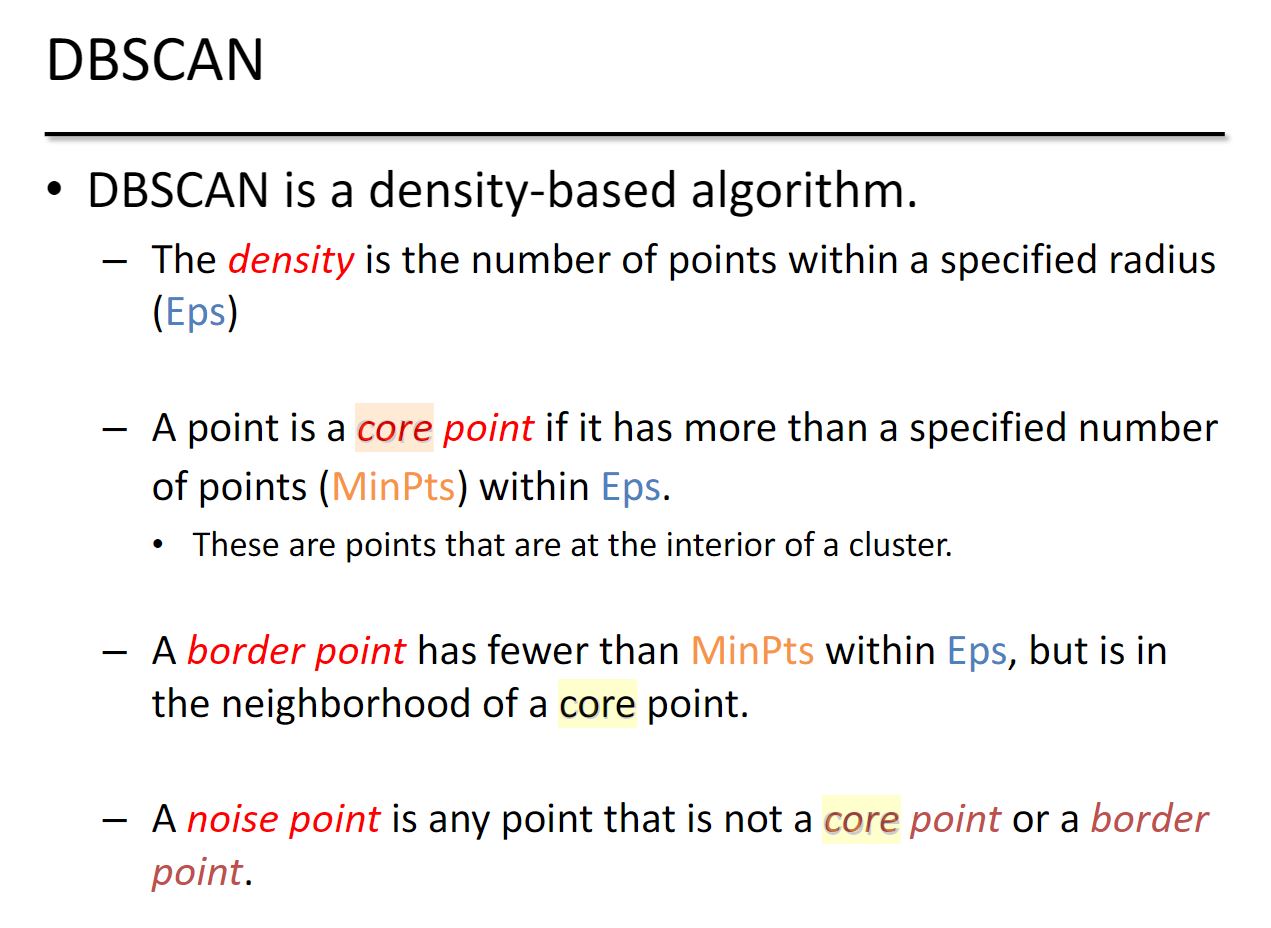 DBSCAN
• DBSCAN is a density-based algorithm.
– The density is the number of points within a specified radius
(Eps)
– A point is a core point if it has more than a specified number
of points (MinPts) within Eps.
• These are points that are at the interior of a cluster.
– A border point has fewer than MinPts within Eps, but is in
the neighborhood of a core point.
– A noise point is any point that is not a core point or a border
point.